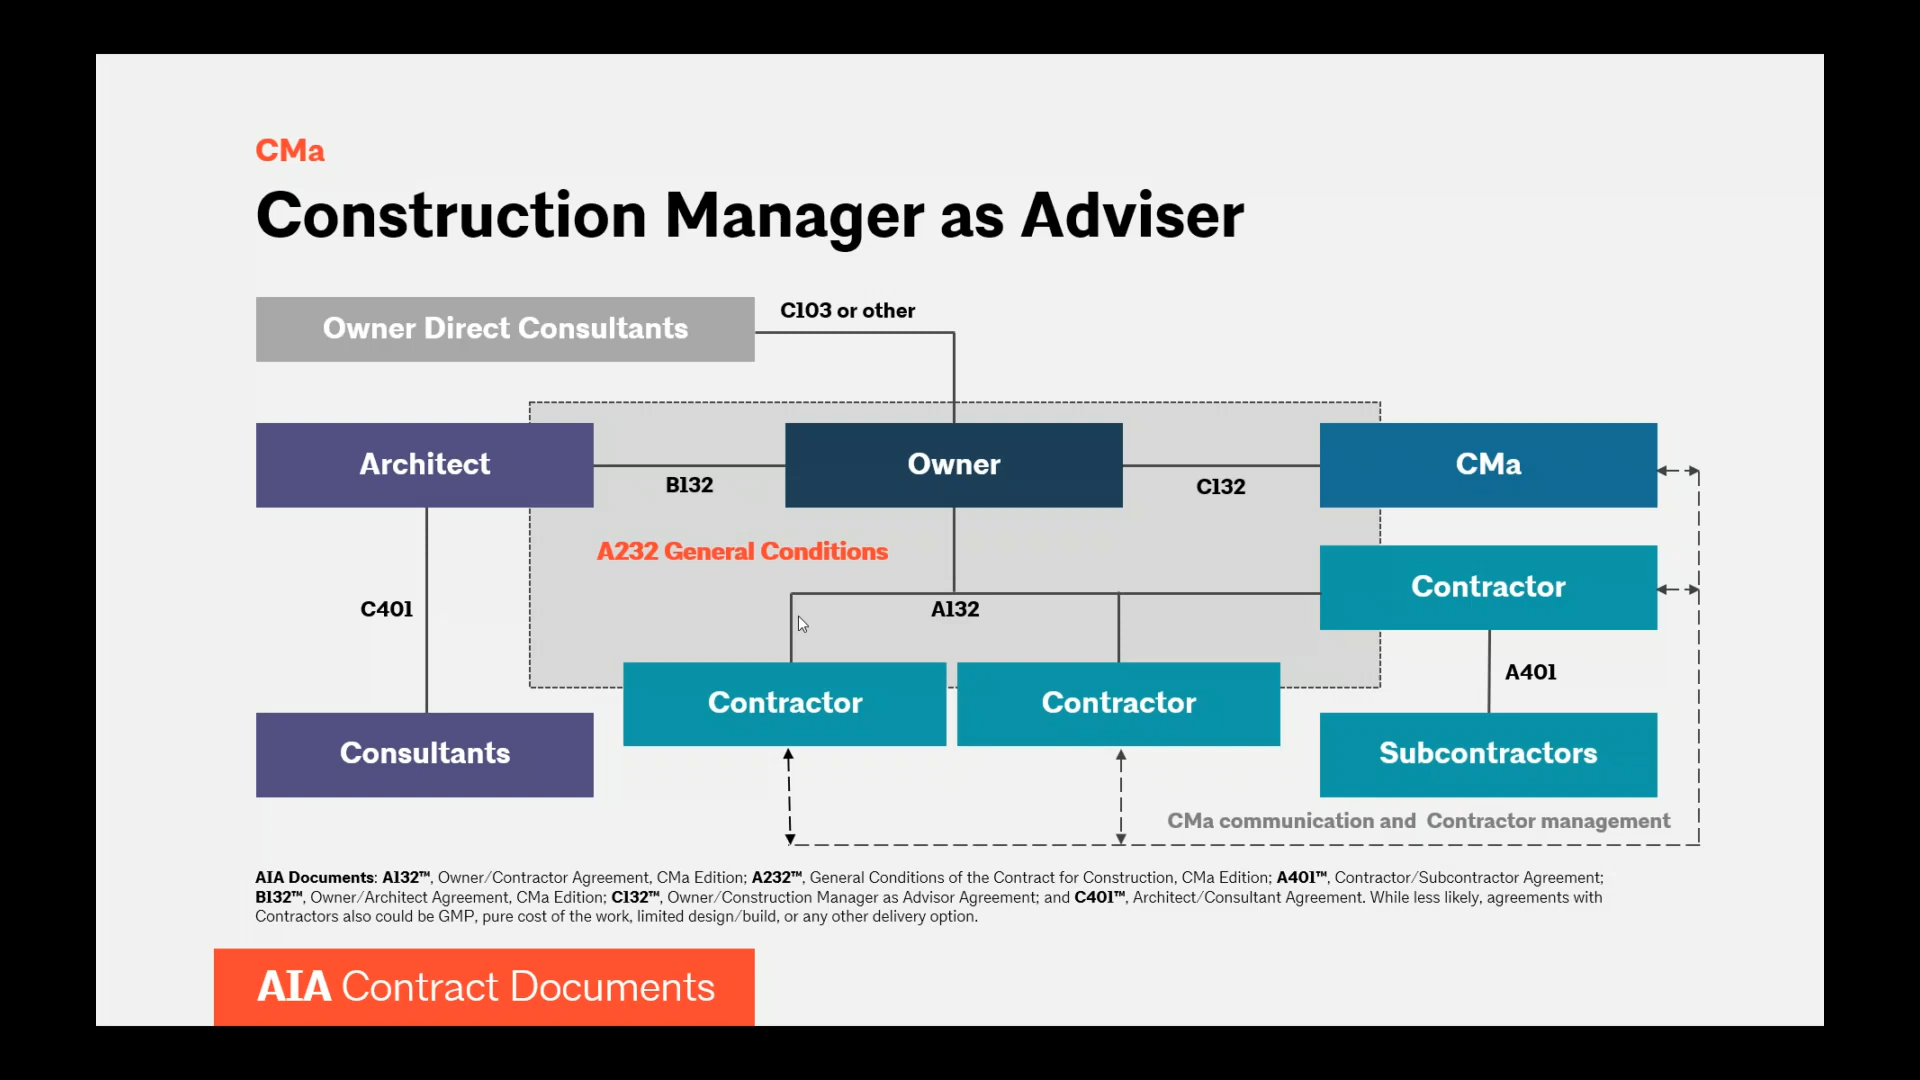 CMa
Construction Manager as Adviser
Owner Direct Consultants
C103 or other
Architect
B132
Owner
C132
CMa
A232 General Conditions
Contractor
C401
A132
A401
Contractor
Contractor
Consultants
Subcontractors
CMa communication and Contractor management
AIA Documents: A132™, Owner/Contractor Agreement, CMa Edition; A232™, General Conditions of the Contract for Construction, CMa Edition; A401™, Contractor/Subcontractor Agreement;
B132™, Owner/Architect Agreement, CMa Edition; C132™, Owner/Construction Manager as Advisor Agreement; and C401™, Architect/Consultant Agreement. While less likely, agreements with
Contractors also could be GMP, pure cost of the work, limited design/build, or any other delivery option.
AIA Contract Documents